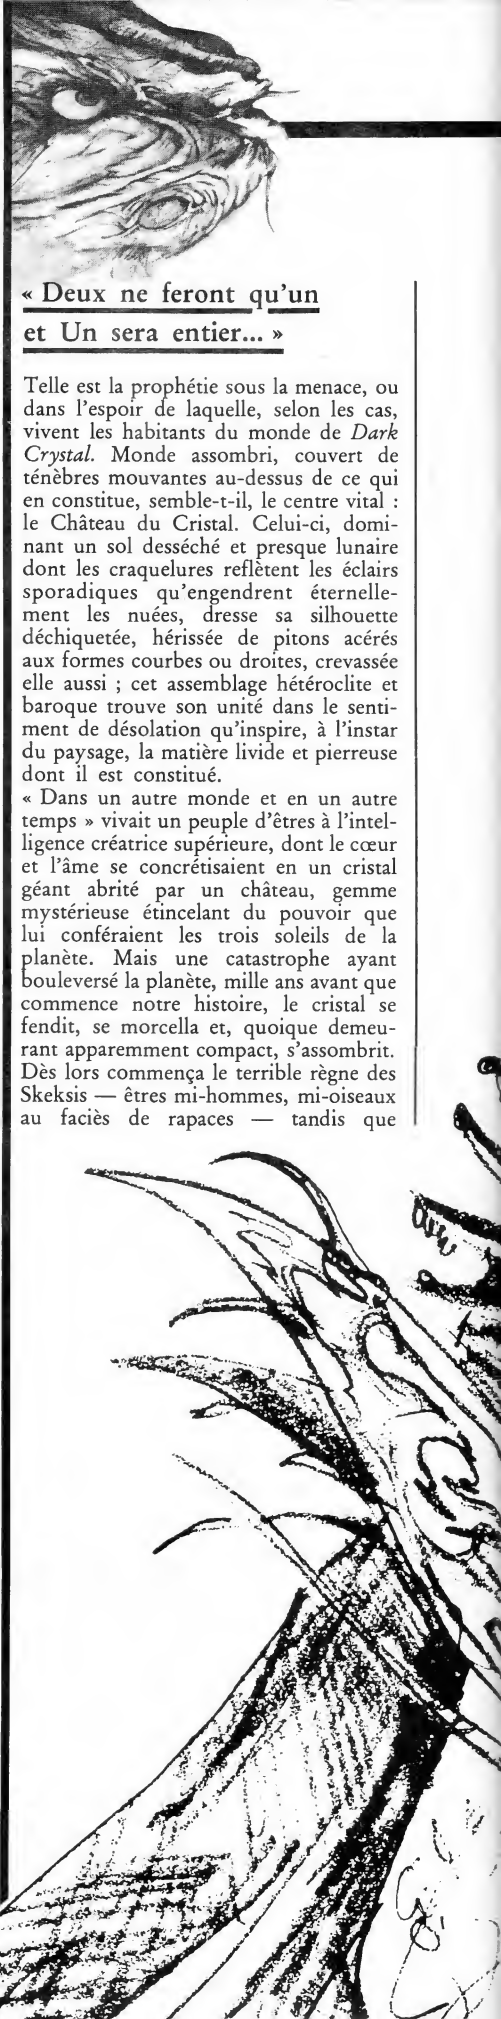 « Deux ne feront qu'un
et Un sera entier... »
Telle est la prophétie sous la menace, ou
dans l'espoir de laquelle, selon les cas,
vivent les habitants du monde de Dark
Crystal. Monde assombri, couvert de
ténèbres mouvantes au-dessus de ce qui
en constitue, semble-t-il, le centre vital :
le Château du Cristal. Celui-ci, domi-
nant un sol desséché et presque lunaire
dont les craquelures reflètent les éclairs
sporadiques qu'engendrent éternelle-
ment les nuées, dresse sa silhouette
déchiquetée, hérissée de pitons acérés
aux formes courbes ou droites, crevassée
elle aussi ; cet assemblage hétéroclite et
baroque trouve son unité dans le senti-
ment de désolation qu'inspire, à l'instar
du paysage, la matière livide et pierreuse
dont il est constitué.
« Dans un autre monde et en un autre
temps » vivait un peuple d'êtres à l'intel-
ligence créatrice supérieure, dont le cœur
et l'âme se concrétisaient en un cristal
géant abrité par un château, gemme
mystérieuse étincelant du pouvoir que
lui conféraient les trois soleils de la
planète. Mais une catastrophe ayant
bouleversé la planète, mille ans avant que
commence notre histoire, le cristal se
fendit, se morcella et, quoique demeu-
rant apparemment compact, s'assombrit.
Dès lors commença le terrible règne des
Skeksis — êtres mi-hommes, mi-oiseaux
au faciès de rapaces — tandis que